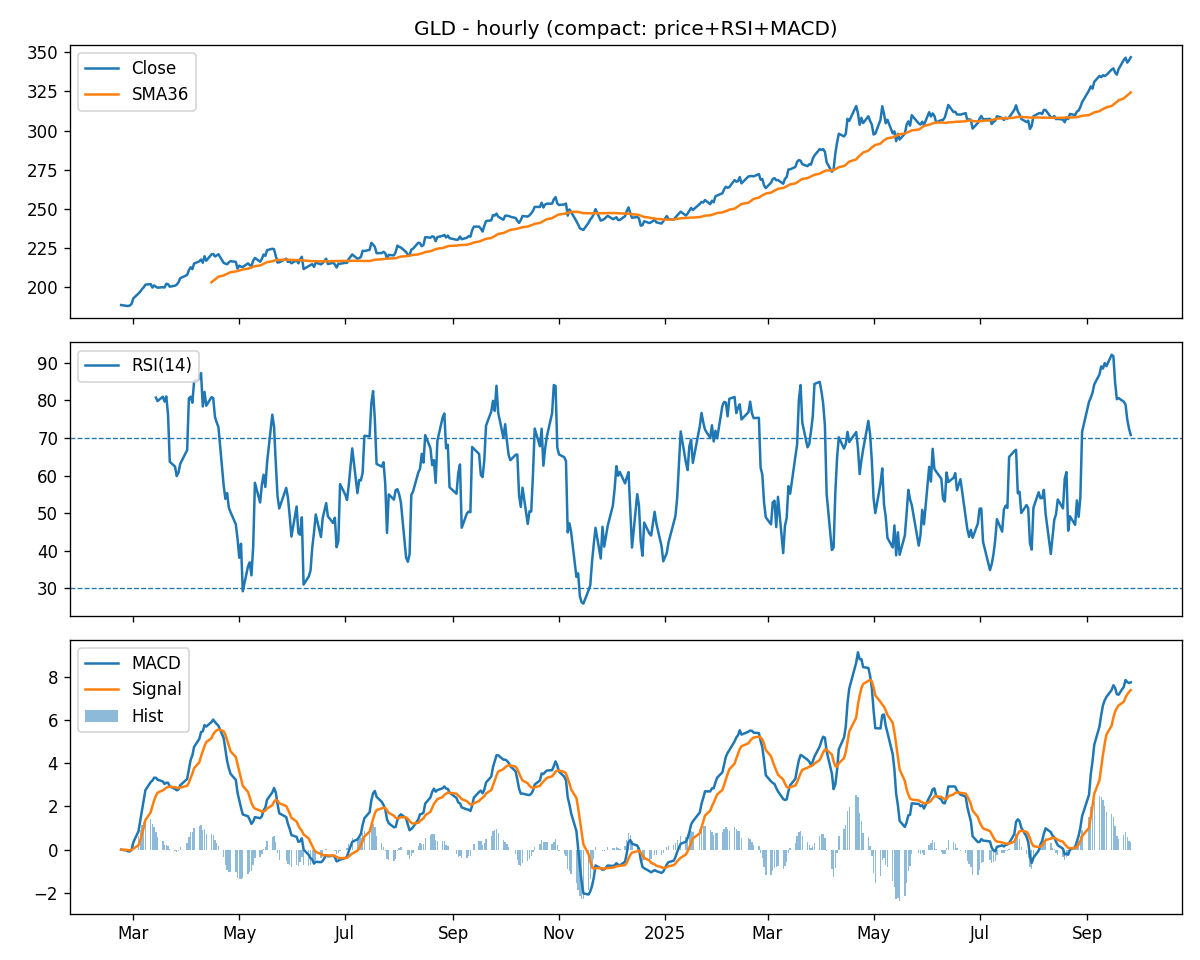 GLD - hourly (compact: price+RSI+MACD)
350
325
300
275
250
225
200
Close
SMA36
90
80
70
60
50
40
30
RSI(14)
8
6
4
2
0
−2
MACD
Signal
Hist
Mar
May
Jul
Sep
Nov
2025
Mar
May
Jul
Sep